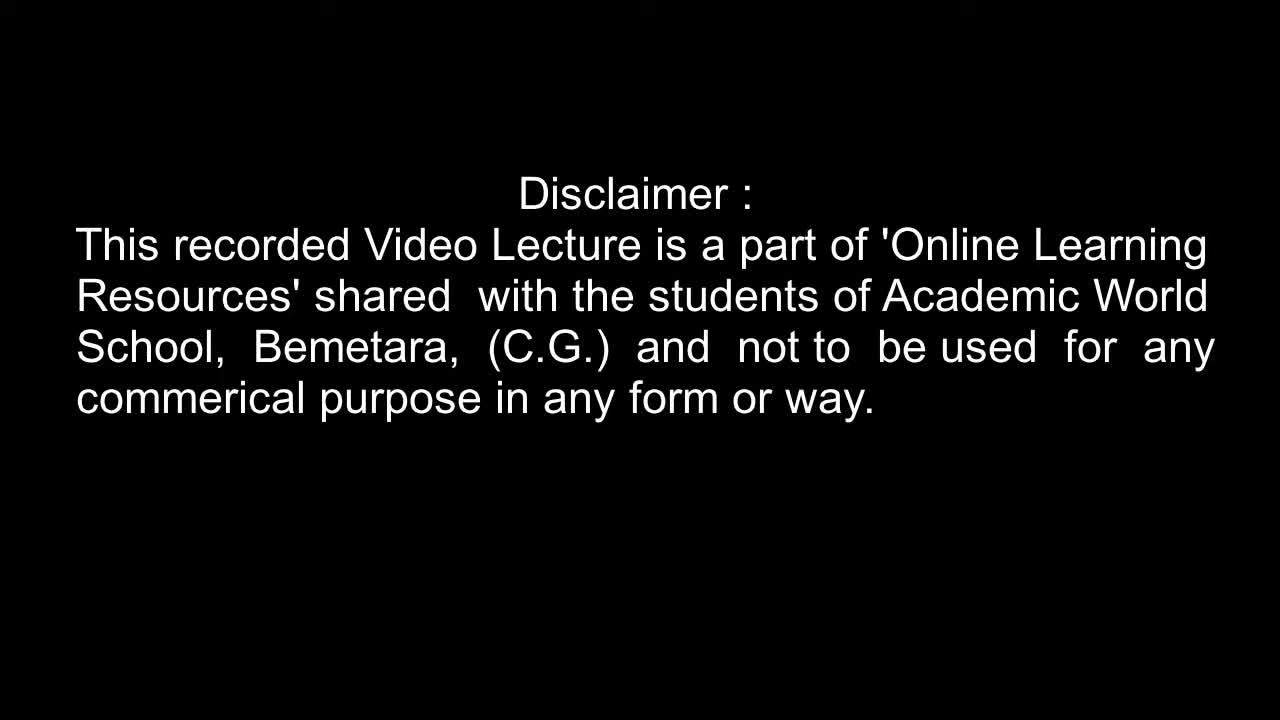 Disclaimer :
This recorded Video Lecture is a part of 'Online Learning
Resources' shared  with the students of Academic World
School,  Bemetara,  (C.G.)  and  not to  be used  for  any
commerical purpose in any form or way.